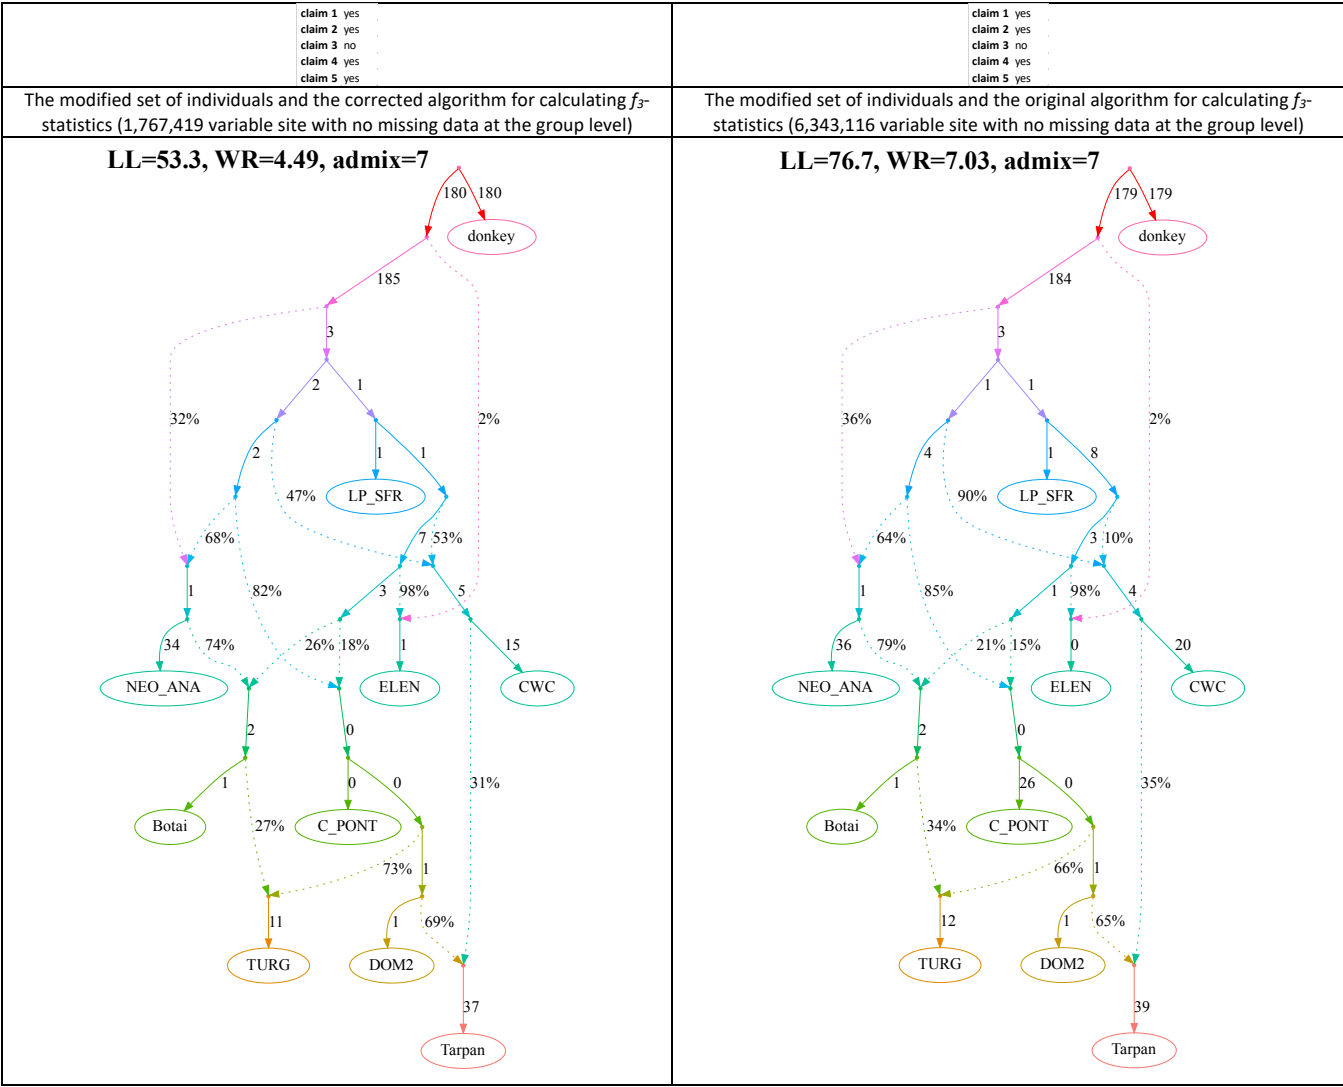 claim 1 yes
claim 2 yes
claim 3 no
claim 4 yes
claim 5 yes
The modified set of individuals and the corrected algorithm for calculating f3-
statistics (1,767,419 variable site with no missing data at the group level)
LL=53.3, WR=4.49, admix=7
180 180
donkey
185
3
2 1
32% 2%
2 1 1
47% LP_SFR
68% 7 53%
1 82% 3 98% 5
34 74% 26% 18% 1 15
NEO_ANA ELEN CWC
2 0
1 0 0 31%
Botai 27% C_PONT
73% 1
11 1 69%
TURG DOM2
37
Tarpan
claim 1 yes
claim 2 yes
claim 3 no
claim 4 yes
claim 5 yes
The modified set of individuals and the original algorithm for calculating f3-
statistics (6,343,116 variable site with no missing data at the group level)
LL=76.7, WR=7.03, admix=7
179 179
donkey
184
3
1 1
36% 2%
4 1 8
90% LP_SFR
64% 3 10%
1 85% 1 98% 4
36 79% 21% 15% 0 20
NEO_ANA ELEN CWC
2 0
1 26 0 35%
Botai 34% C_PONT
66% 1
12 1 65%
TURG DOM2
39
Tarpan